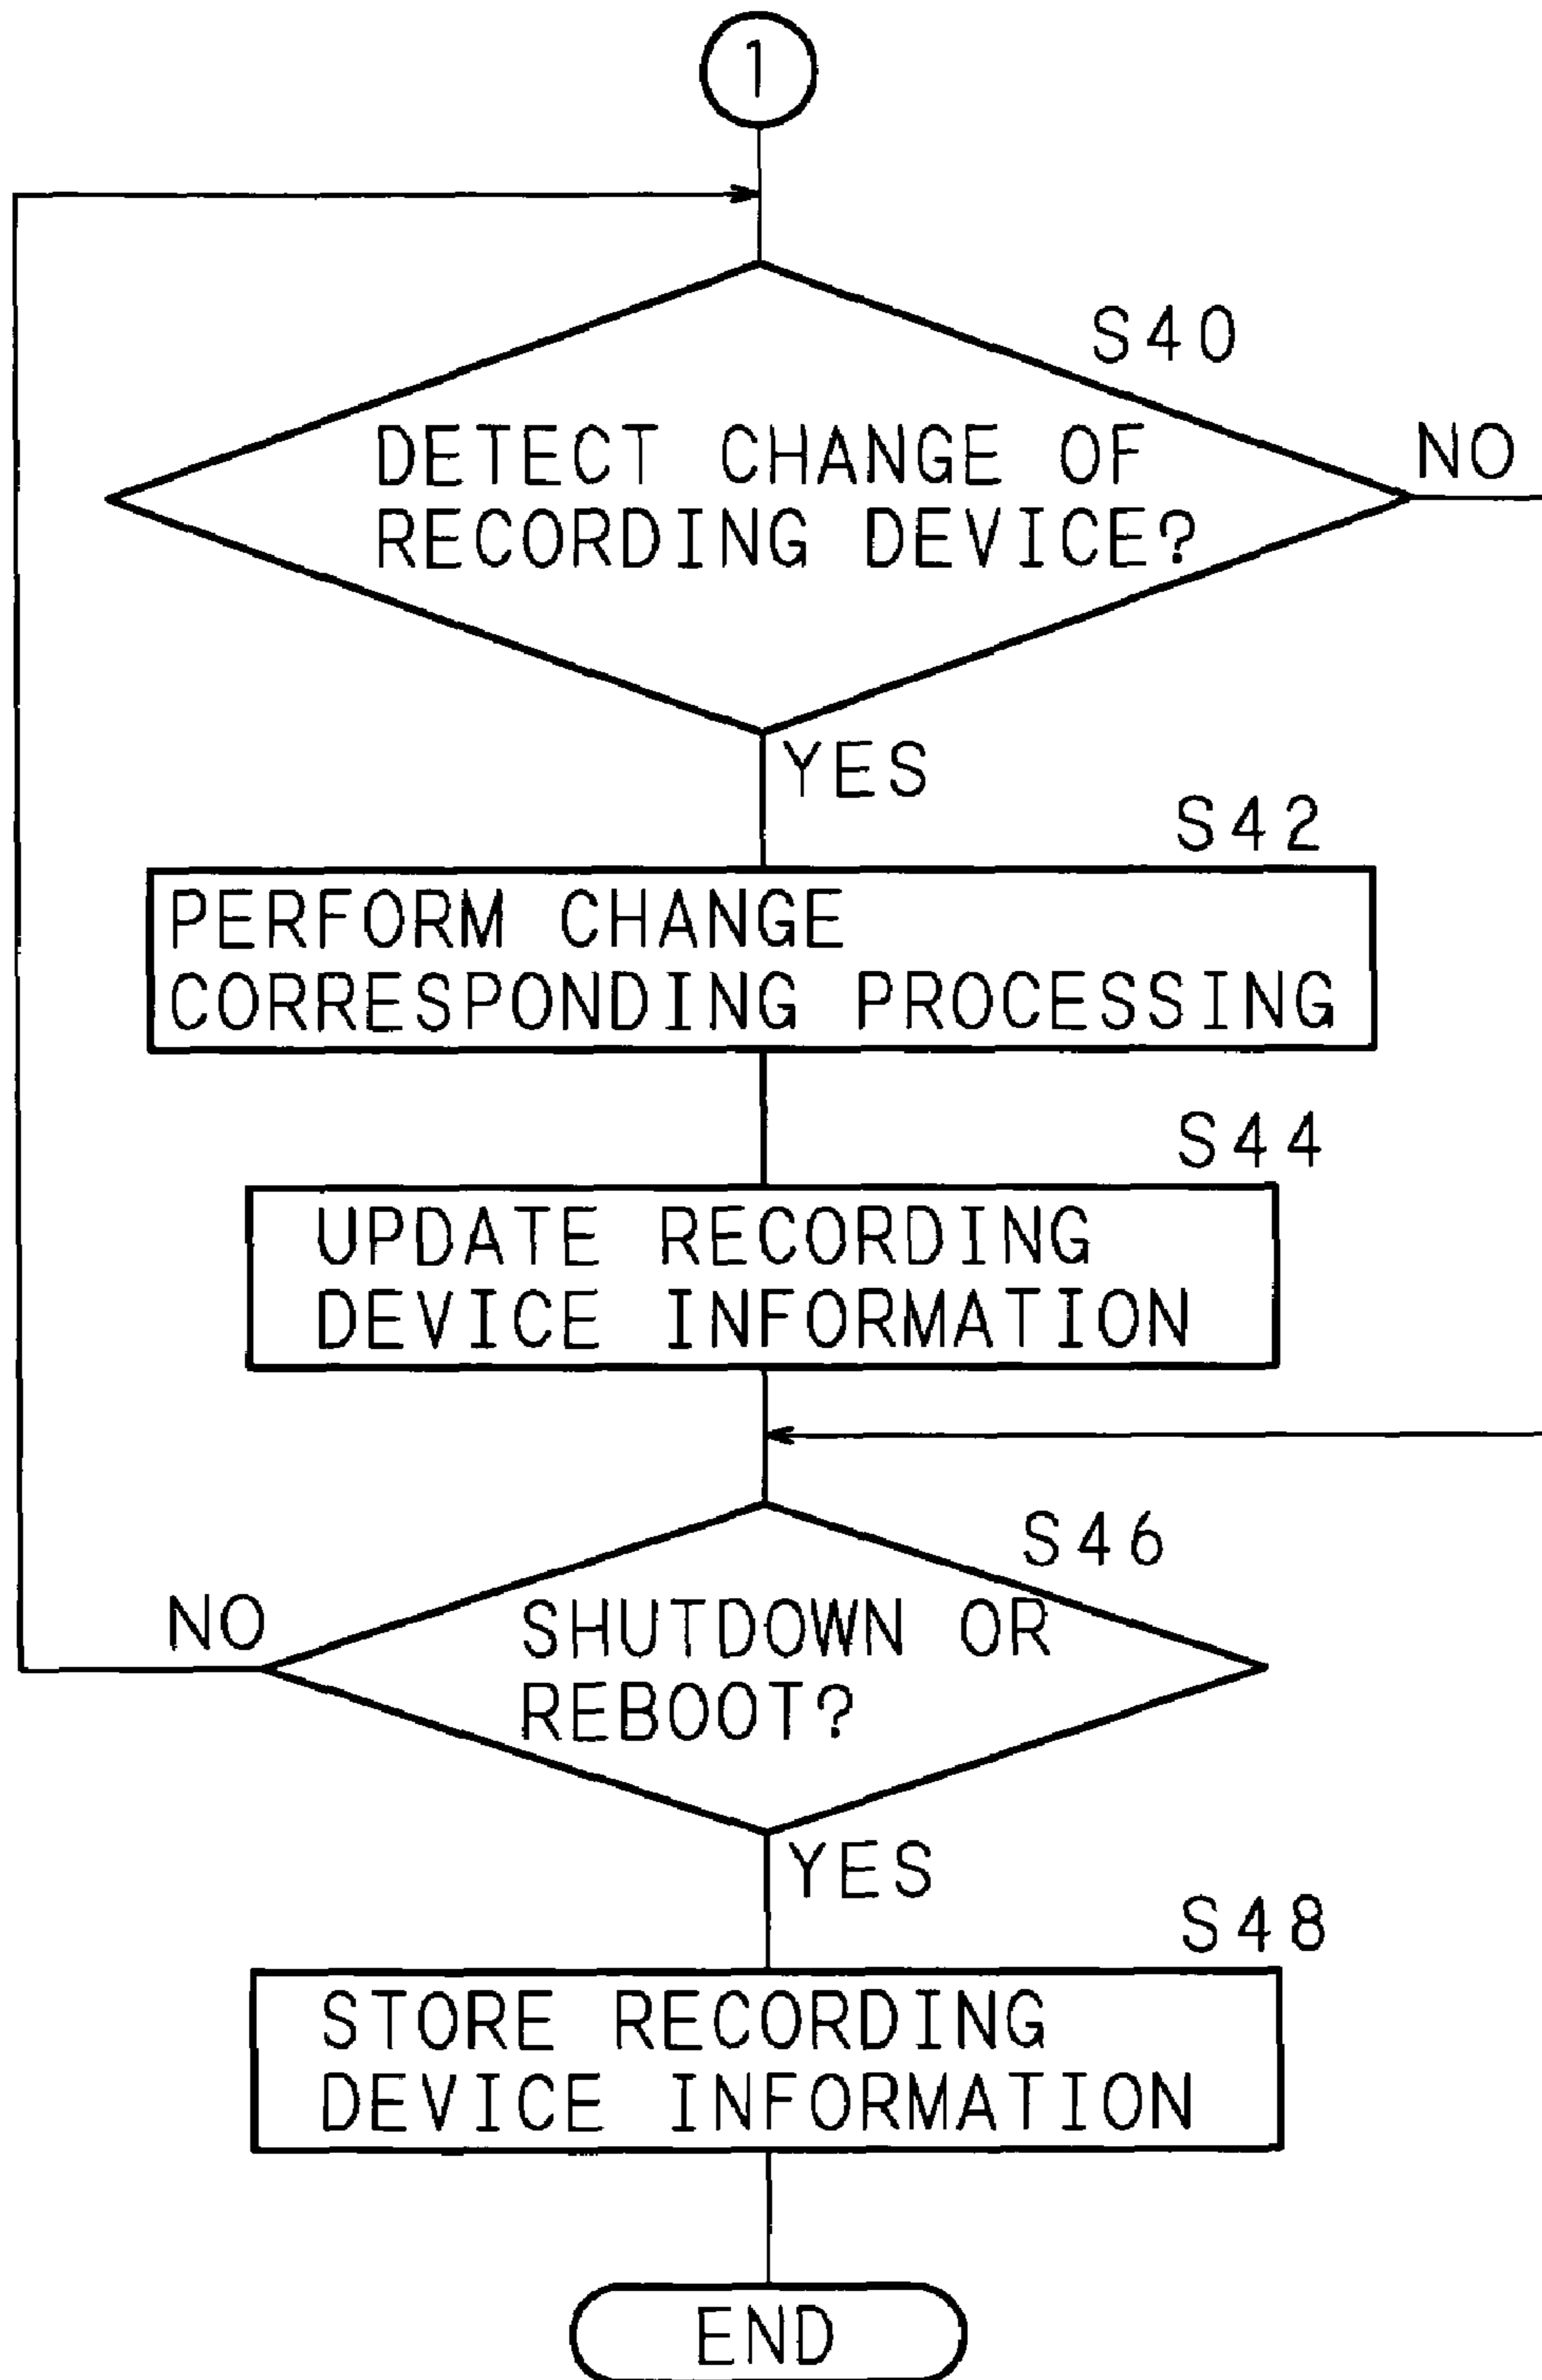 1
S40
DETECT CHANGE OF
RECORDING DEVICE?
NO
YES
S42
PERFORM CHANGE
CORRESPONDING PROCESSING
S44
UPDATE RECORDING
DEVICE INFORMATION
S46
NO
SHUTDOWN OR
REBOOT?
YES
S48
STORE RECORDING
DEVICE INFORMATION
END